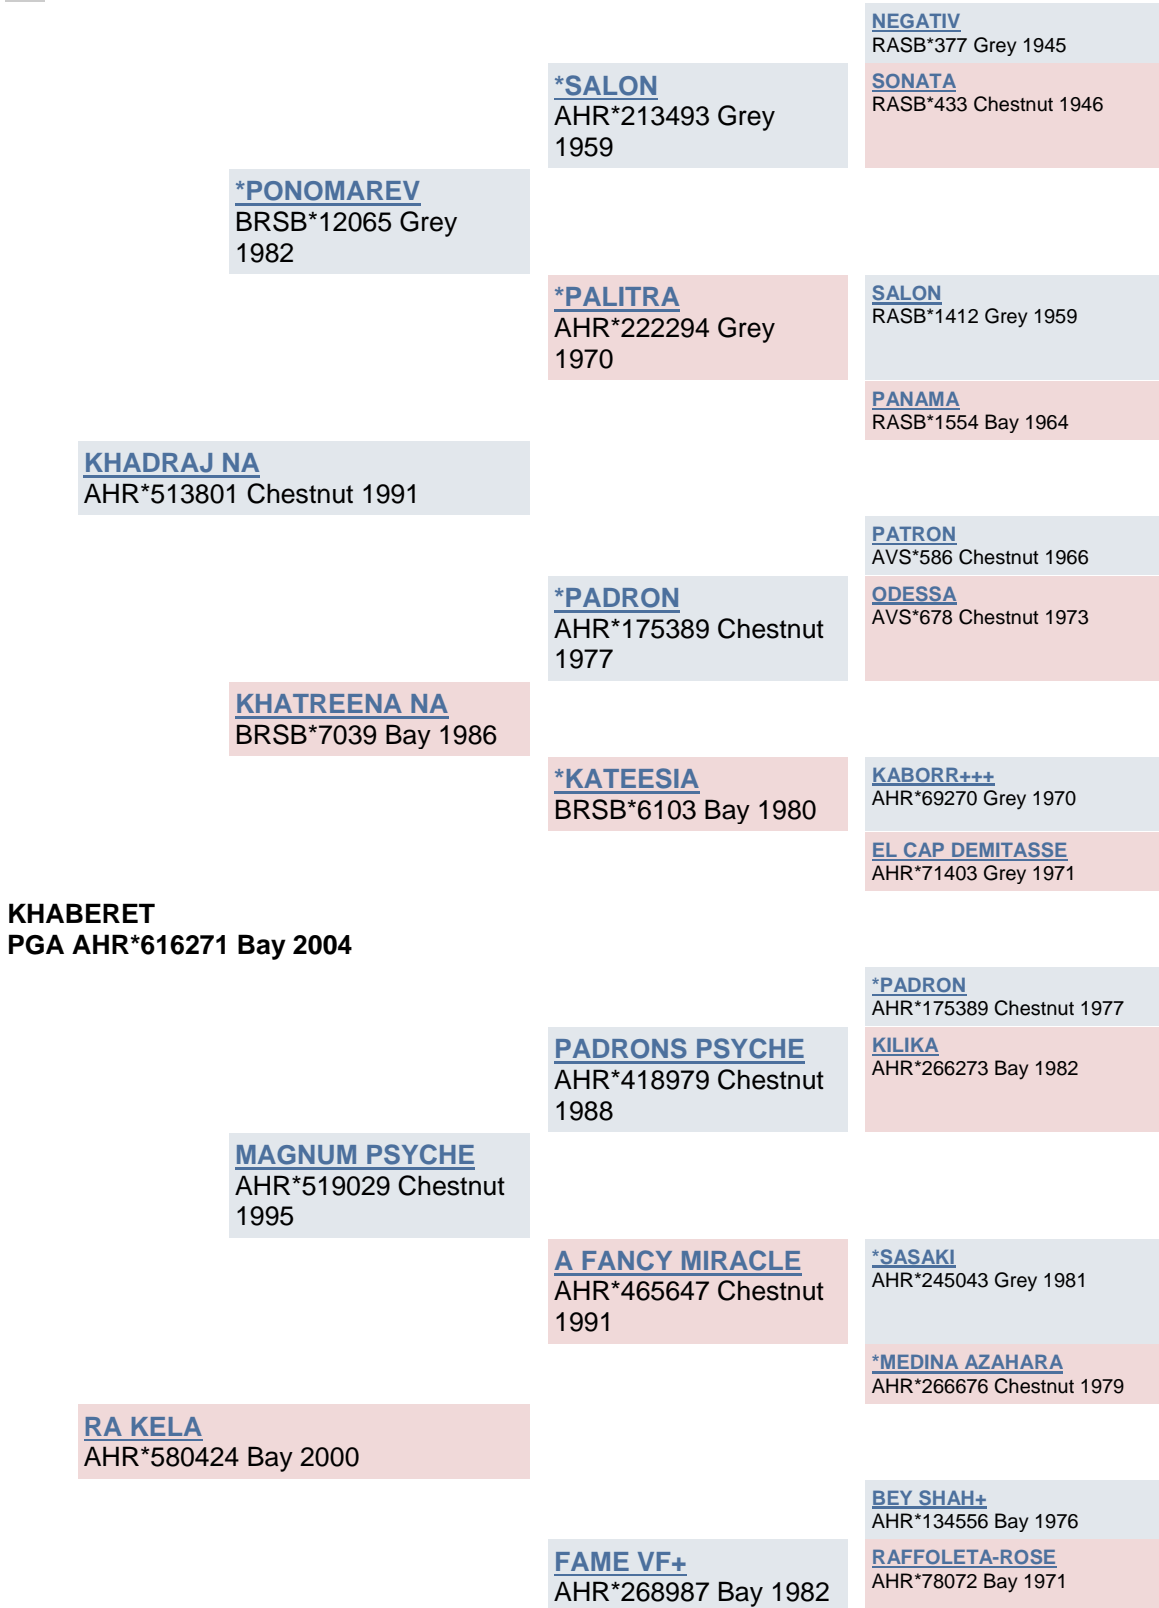 NEGATIV
RASB*377 Grey 1945
*SALON
AHR*213493 Grey
1959
SONATA
RASB*433 Chestnut 1946
*PONOMAREV
BRSB*12065 Grey
1982
*PALITRA
AHR*222294 Grey
1970
SALON
RASB*1412 Grey 1959
PANAMA
RASB*1554 Bay 1964
KHADRAJ NA
AHR*513801 Chestnut 1991
PATRON
AVS*586 Chestnut 1966
*PADRON
AHR*175389 Chestnut
1977
ODESSA
AVS*678 Chestnut 1973
KHATREENA NA
BRSB*7039 Bay 1986
*KATEESIA
BRSB*6103 Bay 1980
KABORR+++
AHR*69270 Grey 1970
EL CAP DEMITASSE
AHR*71403 Grey 1971
KHABERET
PGA AHR*616271 Bay 2004
*PADRON
AHR*175389 Chestnut 1977
PADRONS PSYCHE
AHR*418979 Chestnut
1988
KILIKA
AHR*266273 Bay 1982
MAGNUM PSYCHE
AHR*519029 Chestnut
1995
A FANCY MIRACLE
AHR*465647 Chestnut
1991
*SASAKI
AHR*245043 Grey 1981
*MEDINA AZAHARA
AHR*266676 Chestnut 1979
RA KELA
AHR*580424 Bay 2000
BEY SHAH+
AHR*134556 Bay 1976
FAME VF+
AHR*268987 Bay 1982
RAFFOLETA-ROSE
AHR*78072 Bay 1971